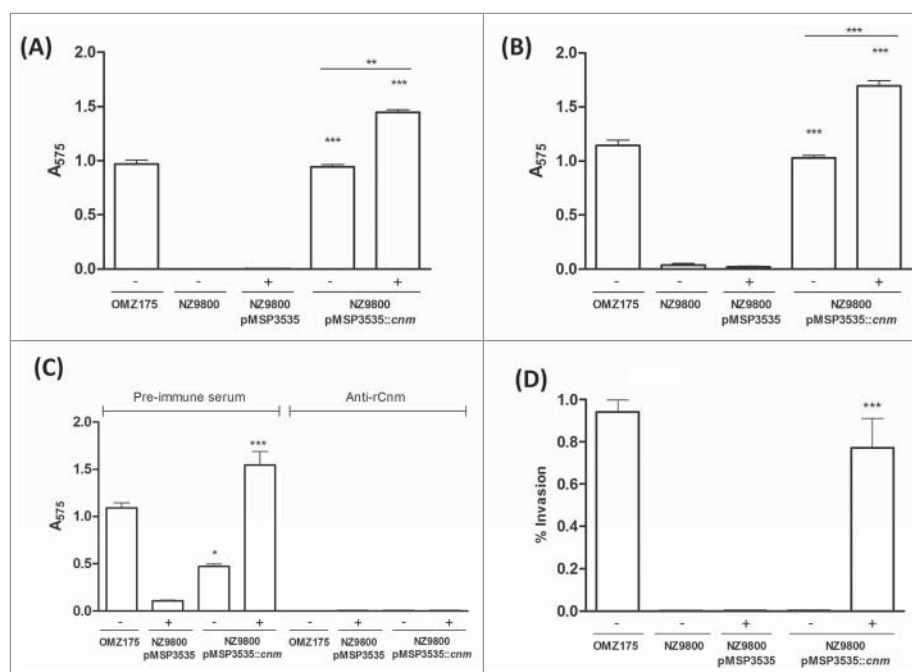 (A)
2.0
1.5
1.0
0.5
0.0
A575
**
***
***
- - + - +
OMZ175 NZ9800 NZ9800 NZ9800
pMSP3535 pMSP3535::cnm
(B)
2.0
1.5
1.0
0.5
0.0
A575
***
***
***
- - + - +
OMZ175 NZ9800 NZ9800 NZ9800
pMSP3535 pMSP3535::cnm
(C)
Pre-immune serum Anti-rCnm
2.0
1.5
1.0
0.5
0.0
A575
***
*
- + - + - + - +
OMZ175 NZ9800 NZ9800 OMZ175 NZ9800 NZ9800
pMSP3535 pMSP3535::cnm pMSP3535 pMSP3535::cnm
(D)
1.0
0.8
0.6
0.4
0.2
0.0
% Invasion
***
- - + - +
OMZ175 NZ9800 NZ9800 NZ9800
pMSP3535 pMSP3535::cnm